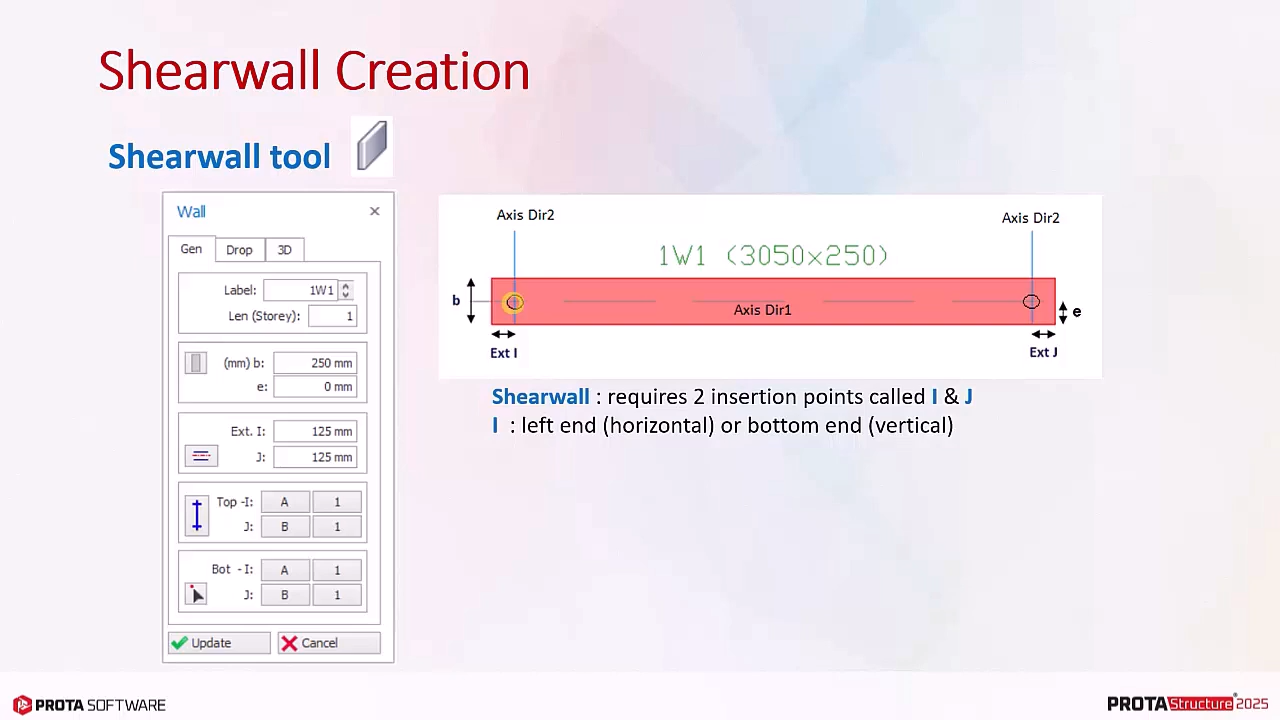 Shearwall Creation
Shearwall tool
Wall
Gen Drop 3D
Label: 1W1
Len (Storey): 1
(mm) b: 250 mm
e: 0 mm
Ext. I: 125 mm
J: 125 mm
Top -I: A 1
J: B 1
Bot - I: A 1
J: B 1
Update Cancel
Axis Dir2 Axis Dir2
1W1 (3050x250)
b
Axis Dir1
e
Ext I Ext J
Shearwall : requires 2 insertion points called I & J
I : left end (horizontal) or bottom end (vertical)
PROTA SOFTWARE
PROTAStructure® 2025